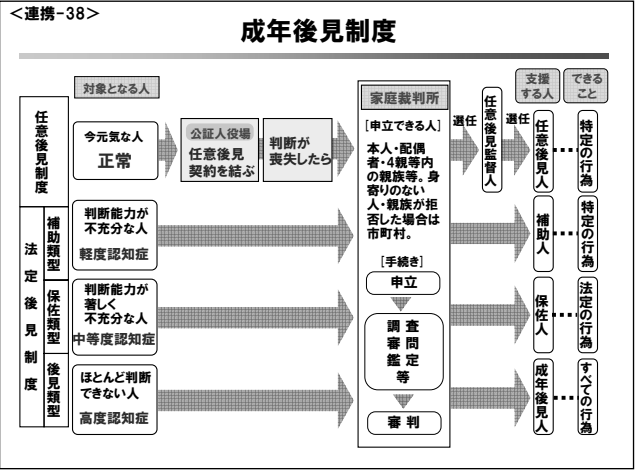 ＜連携-38＞
成年後見制度
対象となる人
支援
する人
できる
こと
任意後見制度
今元気な人
正常
公証人役場
任意後見
契約を結ぶ
判断が
喪失したら
家庭裁判所
[申立できる人]
本人・配偶
者・4親等内
の親族等。身
寄りのない
人・親族が拒
否した場合は
市町村。
[手続き]
申立
調 査
審 問
鑑 定
等
審 判
選任
任意後見監督人
選任
任意後見人
特定の行為
法定後見制度
補助類型
判断能力が
不充分な人
軽度認知症
補助人
特定の行為
保佐類型
判断能力が
著しく
不充分な人
中等度認知症
保佐人
法定の行為
後見類型
ほとんど判断
できない人
高度認知症
成年後見人
すべての行為